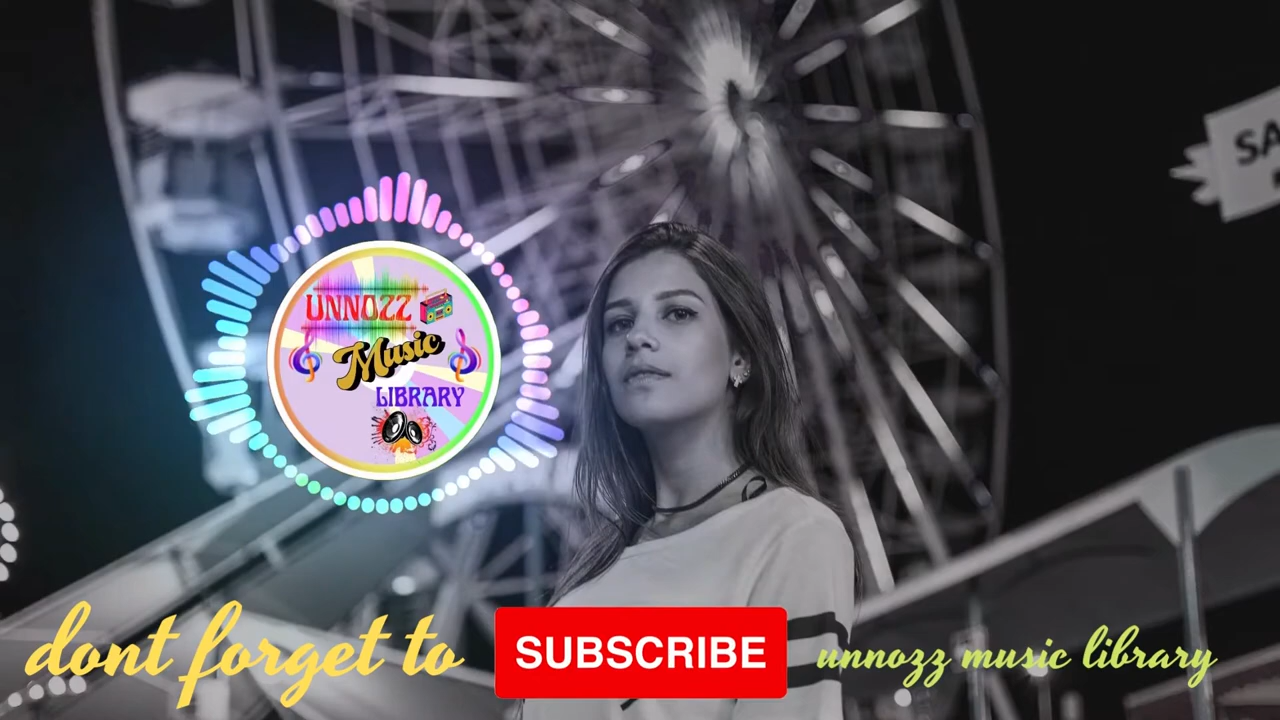 UNNOZZ
Music
LIBRARY
dont forget to
SUBSCRIBE
unnozz music library